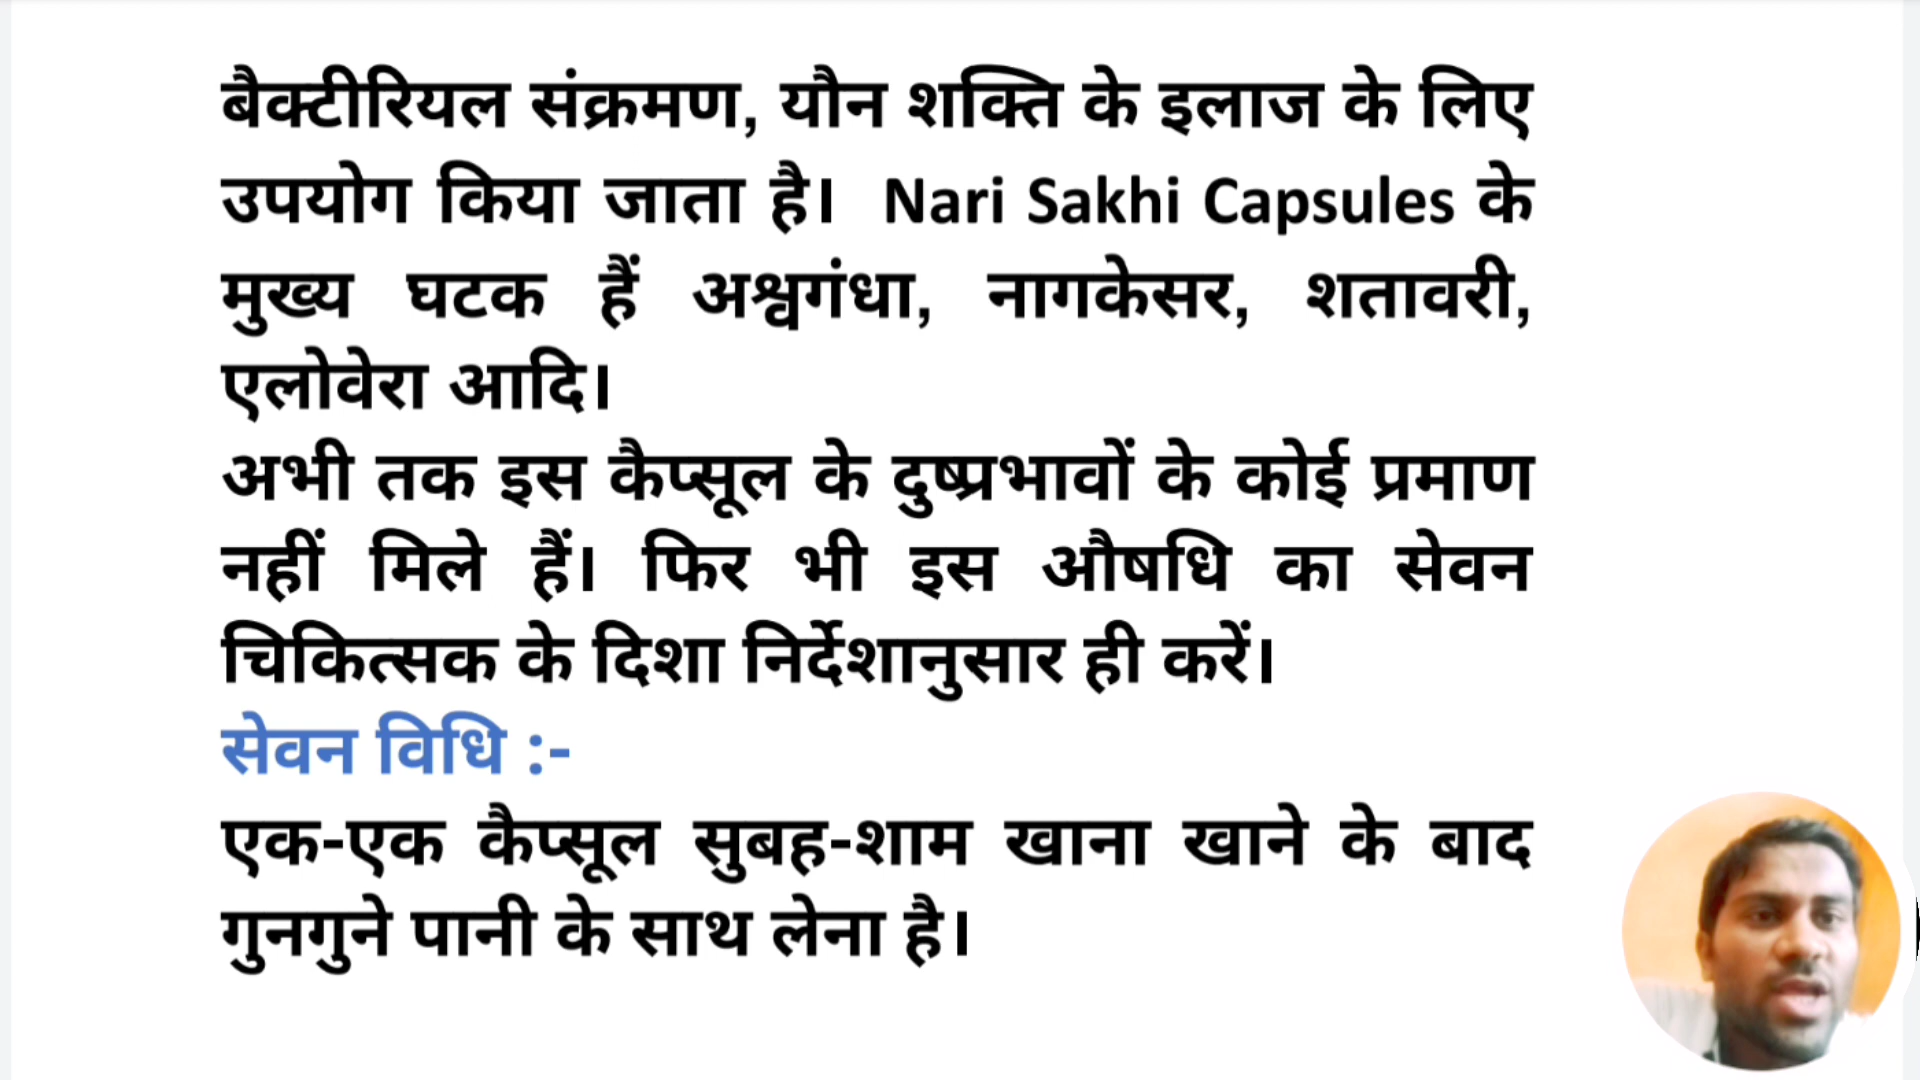 बैक्टीरियल संक्रमण, यौन शक्ति के इलाज के लिए
उपयोग किया जाता है। Nari Sakhi Capsules के
मुख्य घटक हैं अश्वगंधा, नागकेसर, शतावरी,
एलोवेरा आदि।
अभी तक इस कैप्सूल के दुष्प्रभावों के कोई प्रमाण
नहीं मिले हैं। फिर भी इस औषधि का सेवन
चिकित्सक के दिशा निर्देशानुसार ही करें।
सेवन विधि :-
एक-एक कैप्सूल सुबह-शाम खाना खाने के बाद
गुनगुने पानी के साथ लेना है।